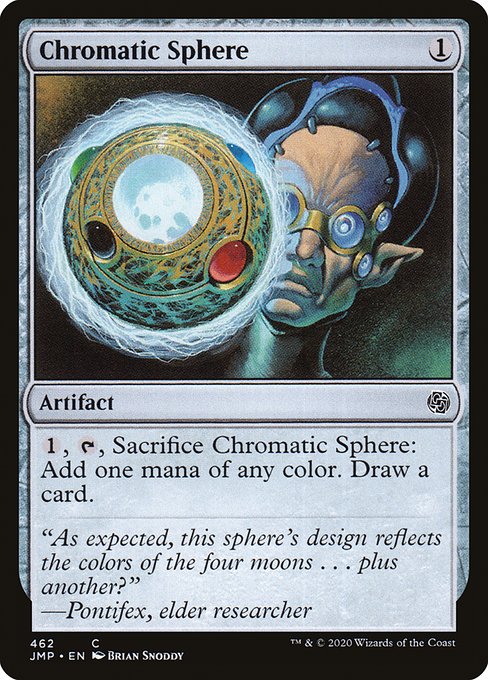 Chromatic Sphere 1
Artifact
1, T, Sacrifice Chromatic Sphere:
Add one mana of any color. Draw a
card.
“As expected, this sphere’s design reflects
the colors of the four moons . . . plus
another?”
—Pontifex, elder researcher
462 C
JMP • EN Brian Snoddy
™ & © 2020 Wizards of the Coast